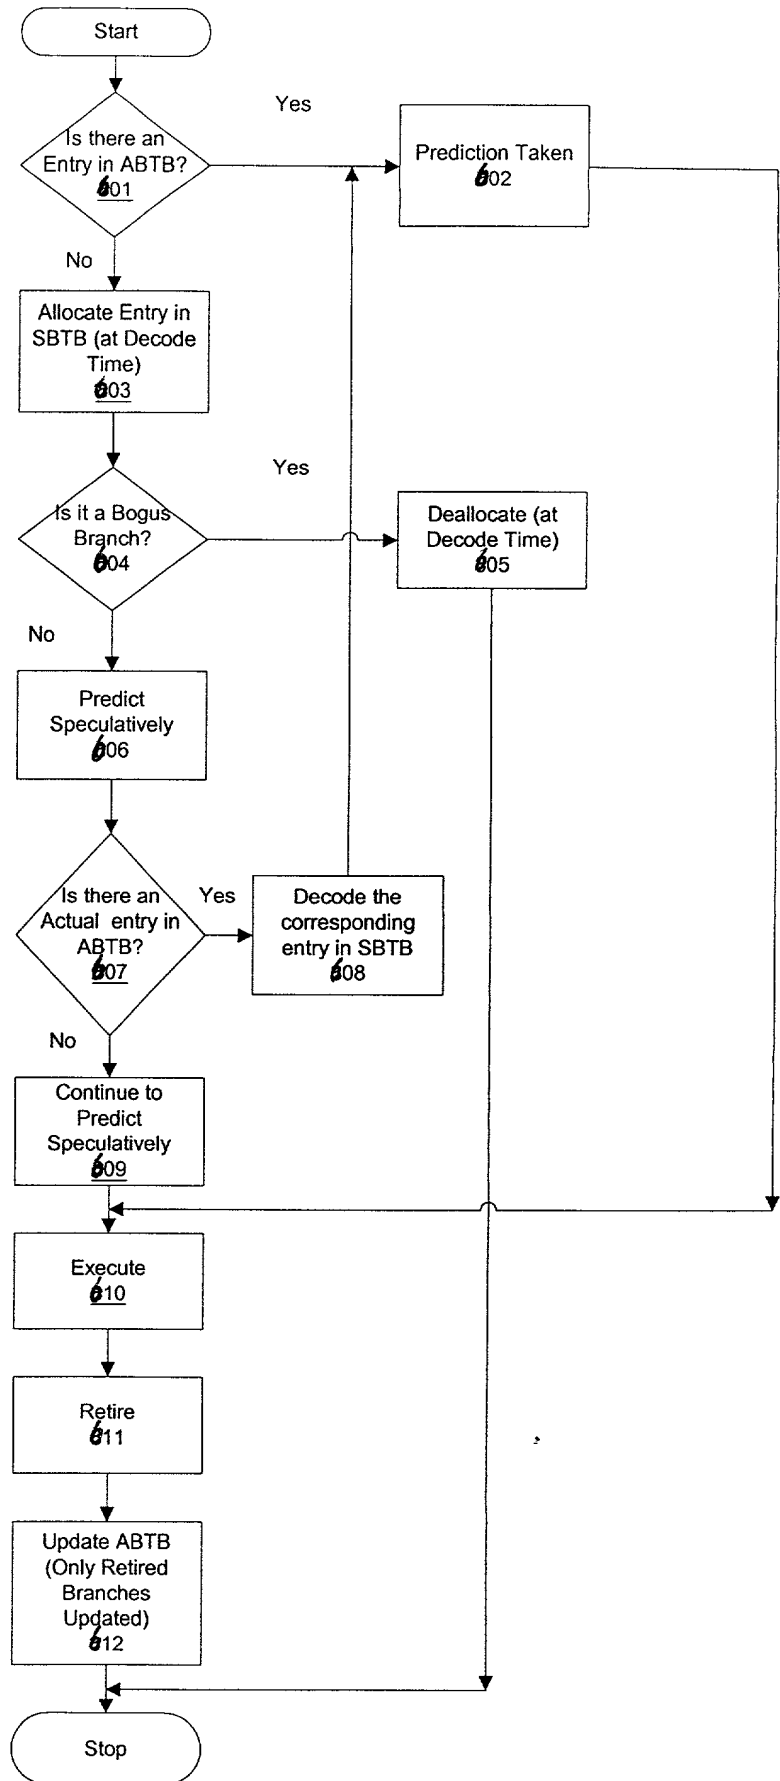 Start
Yes
Is there an
Entry in ABTB?
601
Prediction Taken
602
No
Allocate Entry in
SBTB (at Decode
Time)
603
Yes
Is it a Bogus
Branch?
604
Deallocate (at
Decode Time)
605
No
Predict
Speculatively
606
Is there an
Actual entry in
ABTB?
607
Yes
Decode the
corresponding
entry in SBTB
608
No
Continue to
Predict
Speculatively
609
Execute
610
Retire
611
Update ABTB
(Only Retired
Branches
Updated)
612
Stop